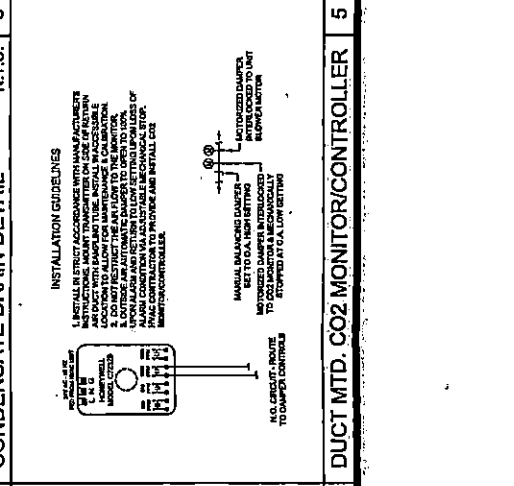 CONDENSATE DRAIN DETAIL
N.T.S.
INSTALLATION GUIDELINES
1. INSTALL IN STRICT ACCORDANCE WITH MANUFACTURER'S
INSTRUCTIONS. MOUNT TRANSMITTER ON SIDE OF RETURN
AIR DUCT WITH SAMPLING TUBE. INSTALL IN ACCESSIBLE
LOCATION TO ALLOW FOR MAINTENANCE & CALIBRATION.
2. DO NOT RESTRICT THE AIR FLOW TO THE MONITOR.
3. OUTSIDE AIR AUTOMATIC DAMPER TO OPEN TO 100%
UPON ALARM AND RETURN TO LOW SETTING UPON LOSS OF
ALARM CONDITION VIA ADJUSTABLE MECHANICAL STOP.
HVAC CONTRACTOR TO PROVIDE AND INSTALL CO2
MONITOR/CONTROLLER.
L N G
HONEYWELL
MODEL
N.O. CIRCUIT - ROUTE
TO DAMPER CONTROLS
MANUAL BALANCING DAMPER
SET TO O.A. HIGH SETTING
MOTORIZED DAMPER INTERLOCKED
TO CO2 MONITOR & MECHANICALLY
STOPPED AT O.A. LOW SETTING
MOTORIZED DAMPER
INTERLOCKED TO UNIT
BLOWER MOTOR
DUCT MTD. CO2 MONITOR/CONTROLLER
5